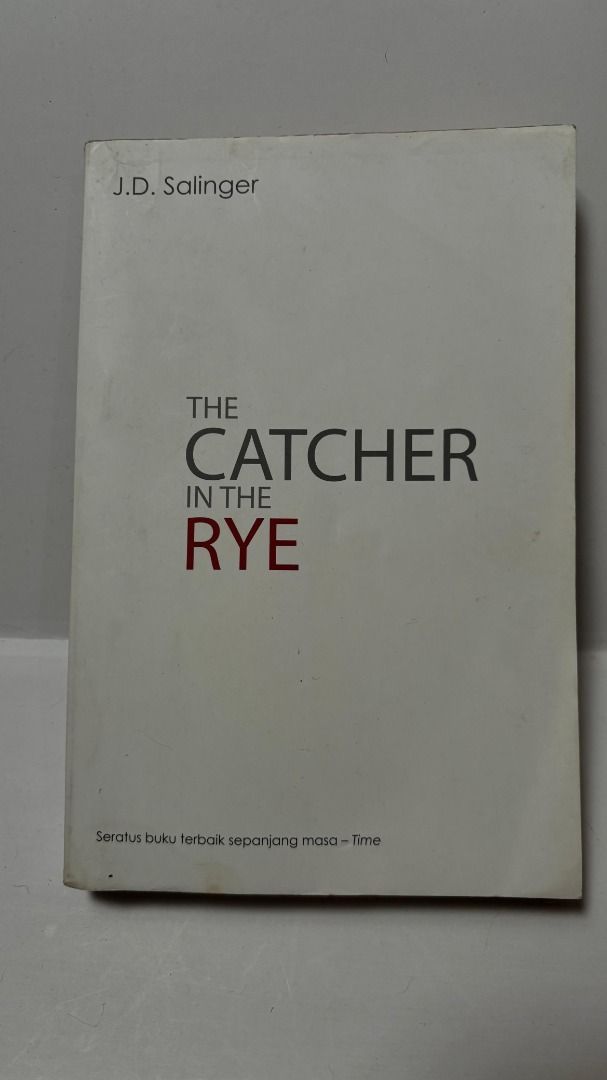 J.D. Salinger
THE
CATCHER
IN THE
RYE
Seratus buku terbaik sepanjang masa – Time